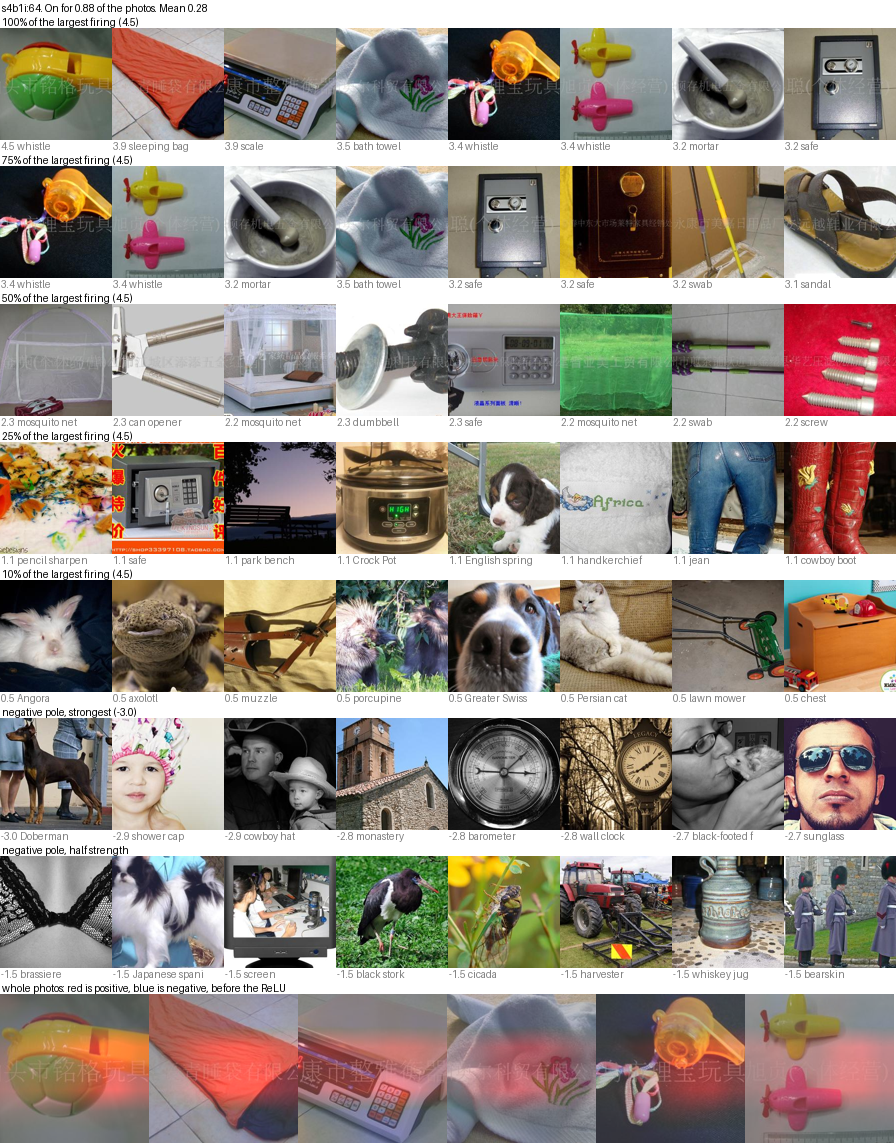 s4b1i:64. On for 0.88 of the photos. Mean 0.28
100% of the largest firing (4.5)
4.5 whistle
3.9 sleeping bag
3.9 scale
3.5 bath towel
3.4 whistle
3.4 whistle
3.2 mortar
3.2 safe
75% of the largest firing (4.5)
3.4 whistle
3.4 whistle
3.2 mortar
3.5 bath towel
3.2 safe
3.2 safe
3.2 swab
3.1 sandal
50% of the largest firing (4.5)
2.3 mosquito net
2.3 can opener
2.2 mosquito net
2.3 dumbbell
2.3 safe
2.2 mosquito net
2.2 swab
2.2 screw
25% of the largest firing (4.5)
火爆特价
百件好评
HIGH
Africa
1.1 pencil sharpen
1.1 safe
1.1 park bench
1.1 Crock Pot
1.1 English spring
1.1 handkerchief
1.1 jean
1.1 cowboy boot
10% of the largest firing (4.5)
0.5 Angora
0.5 axolotl
0.5 muzzle
0.5 porcupine
0.5 Greater Swiss
0.5 Persian cat
0.5 lawn mower
0.5 chest
negative pole, strongest (-3.0)
LEGACY
-3.0 Doberman
-2.9 shower cap
-2.9 cowboy hat
-2.8 monastery
-2.8 barometer
-2.8 wall clock
-2.7 black-footed f
-2.7 sunglass
negative pole, half strength
-1.5 brassiere
-1.5 Japanese spani
-1.5 screen
-1.5 black stork
-1.5 cicada
-1.5 harvester
-1.5 whiskey jug
-1.5 bearskin
whole photos: red is positive, blue is negative, before the ReLU